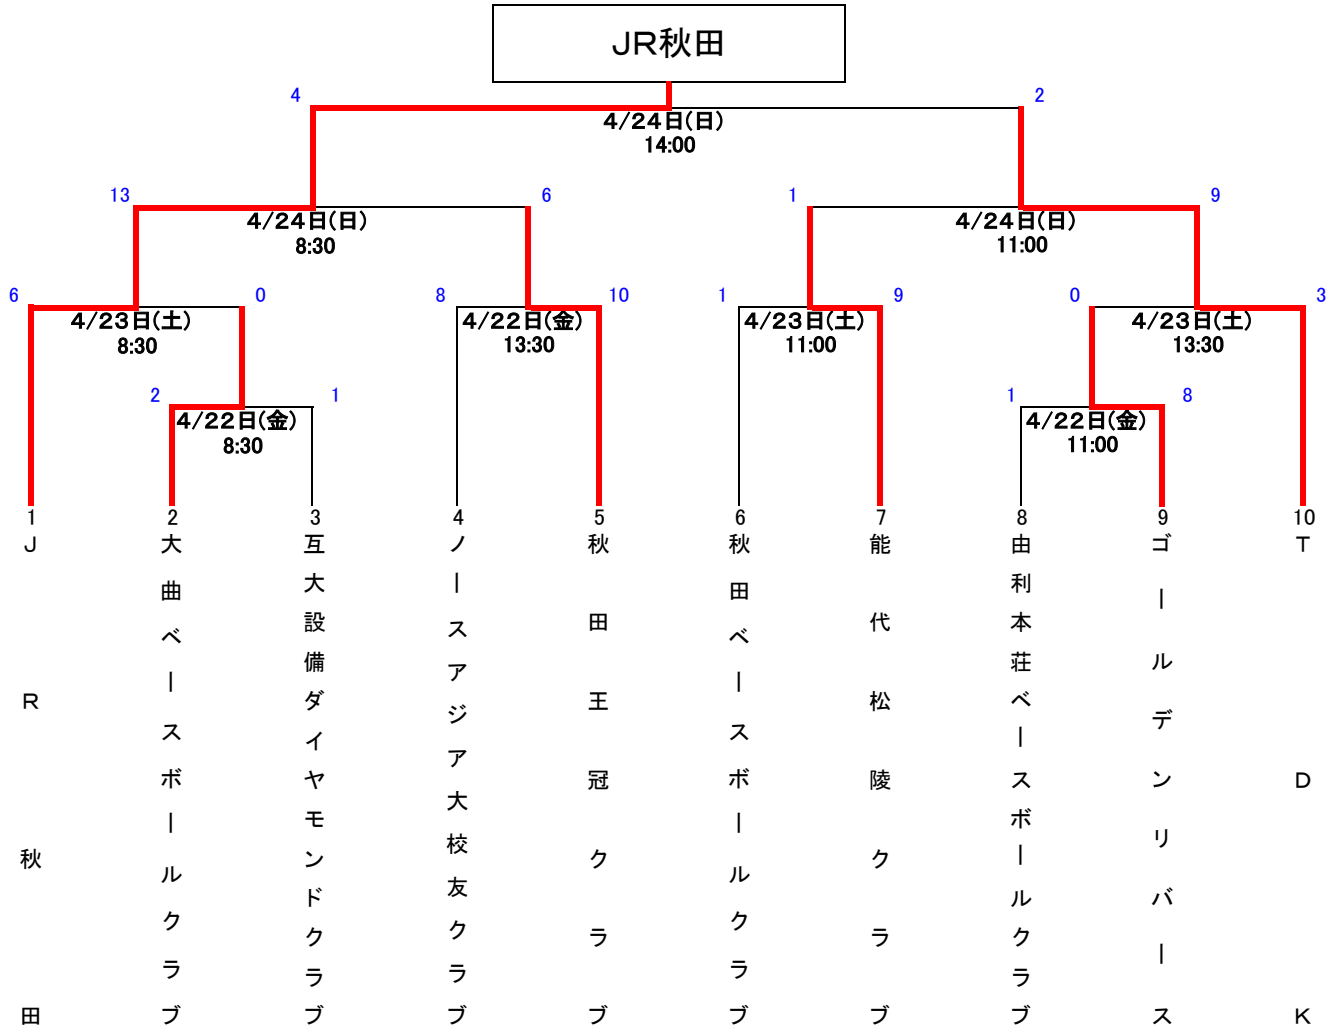 JR秋田
4
2
4/24日(日)
14:00
13
6
1
9
4/24日(日)
8:30
4/24日(日)
11:00
6
0
8
10
1
9
0
3
4/23日(土)
8:30
4/22日(金)
13:30
4/23日(土)
11:00
4/23日(土)
13:30
2
1
1
8
4/22日(金)
8:30
4/22日(金)
11:00
1
JR秋田
2
大曲ベースボールクラブ
3
互大設備ダイヤモンドクラブ
4
ノースアジア大校友クラブ
5
秋田王冠クラブ
6
秋田ベースボールクラブ
7
能代松陵クラブ
8
由利本荘ベースボールクラブ
9
ゴールデンリバース
10
TDK